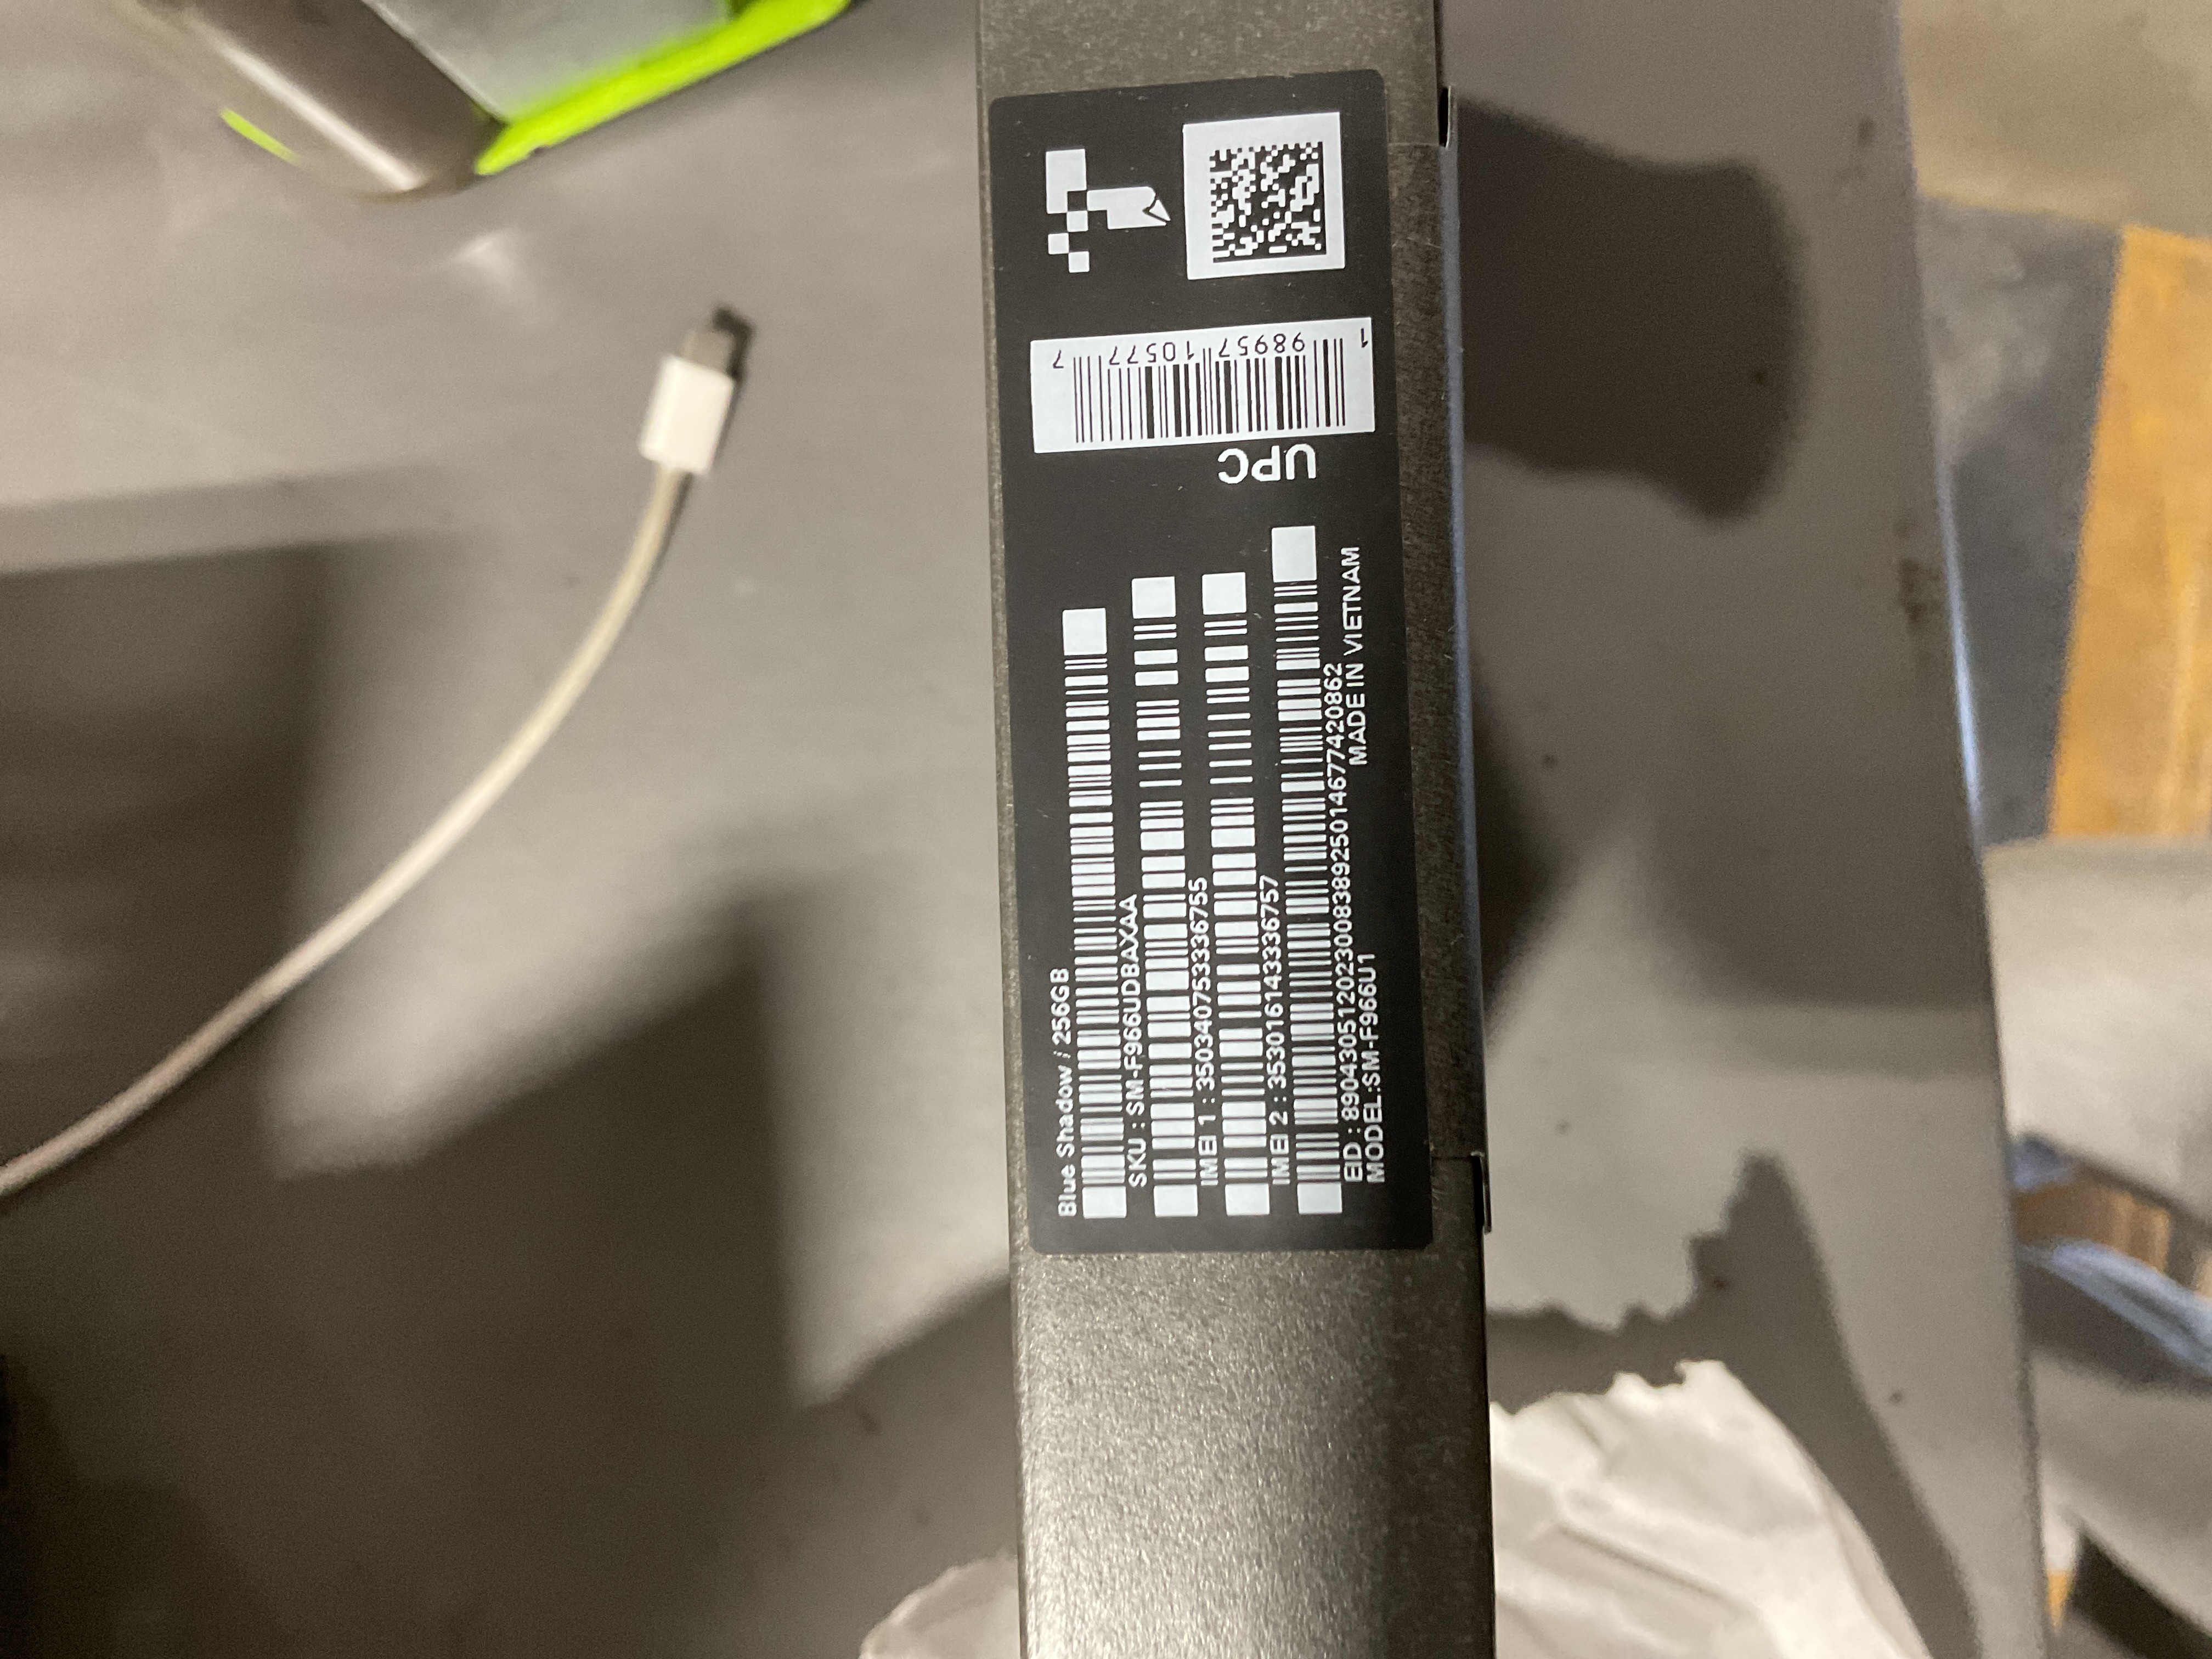 Blue Shadow / 256GB
SKU : SM-F966UDBAXAA
IMEI 1 : 350340753336755
IMEI 2 : 353016143336757
EID : 89043051202300838925014677420862
MODEL:SM-F966U1
MADE IN VIETNAM
UPC
1 98957 10577 7